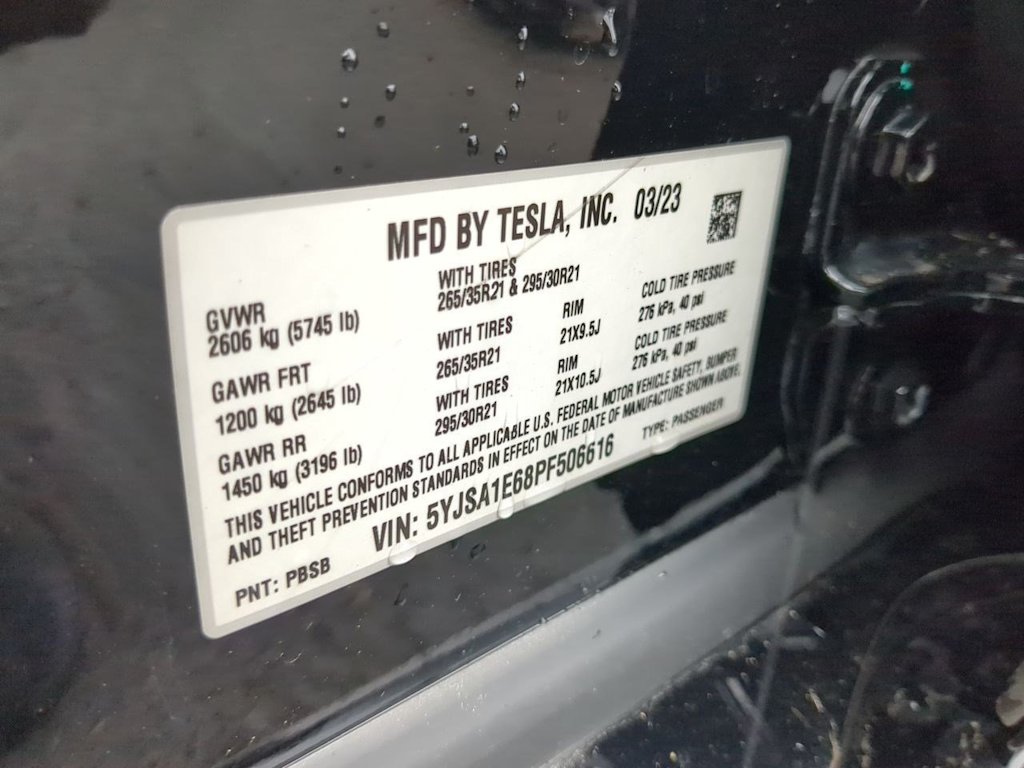 MFD BY TESLA, INC. 03/23
GVWR
2606 kg (5745 lb)
WITH TIRES
265/35R21 & 295/30R21
GAWR FRT
1200 kg (2645 lb)
WITH TIRES
265/35R21
RIM
21X9.5J
COLD TIRE PRESSURE
276 kPa, 40 psi
GAWR RR
1450 kg (3196 lb)
WITH TIRES
295/30R21
RIM
21X10.5J
COLD TIRE PRESSURE
276 kPa, 40 psi
THIS VEHICLE CONFORMS TO ALL APPLICABLE U.S. FEDERAL MOTOR VEHICLE SAFETY, BUMPER
AND THEFT PREVENTION STANDARDS IN EFFECT ON THE DATE OF MANUFACTURE SHOWN ABOVE.
VIN: 5YJSA1E68PF506616
TYPE: PASSENGER
PNT: PBSB